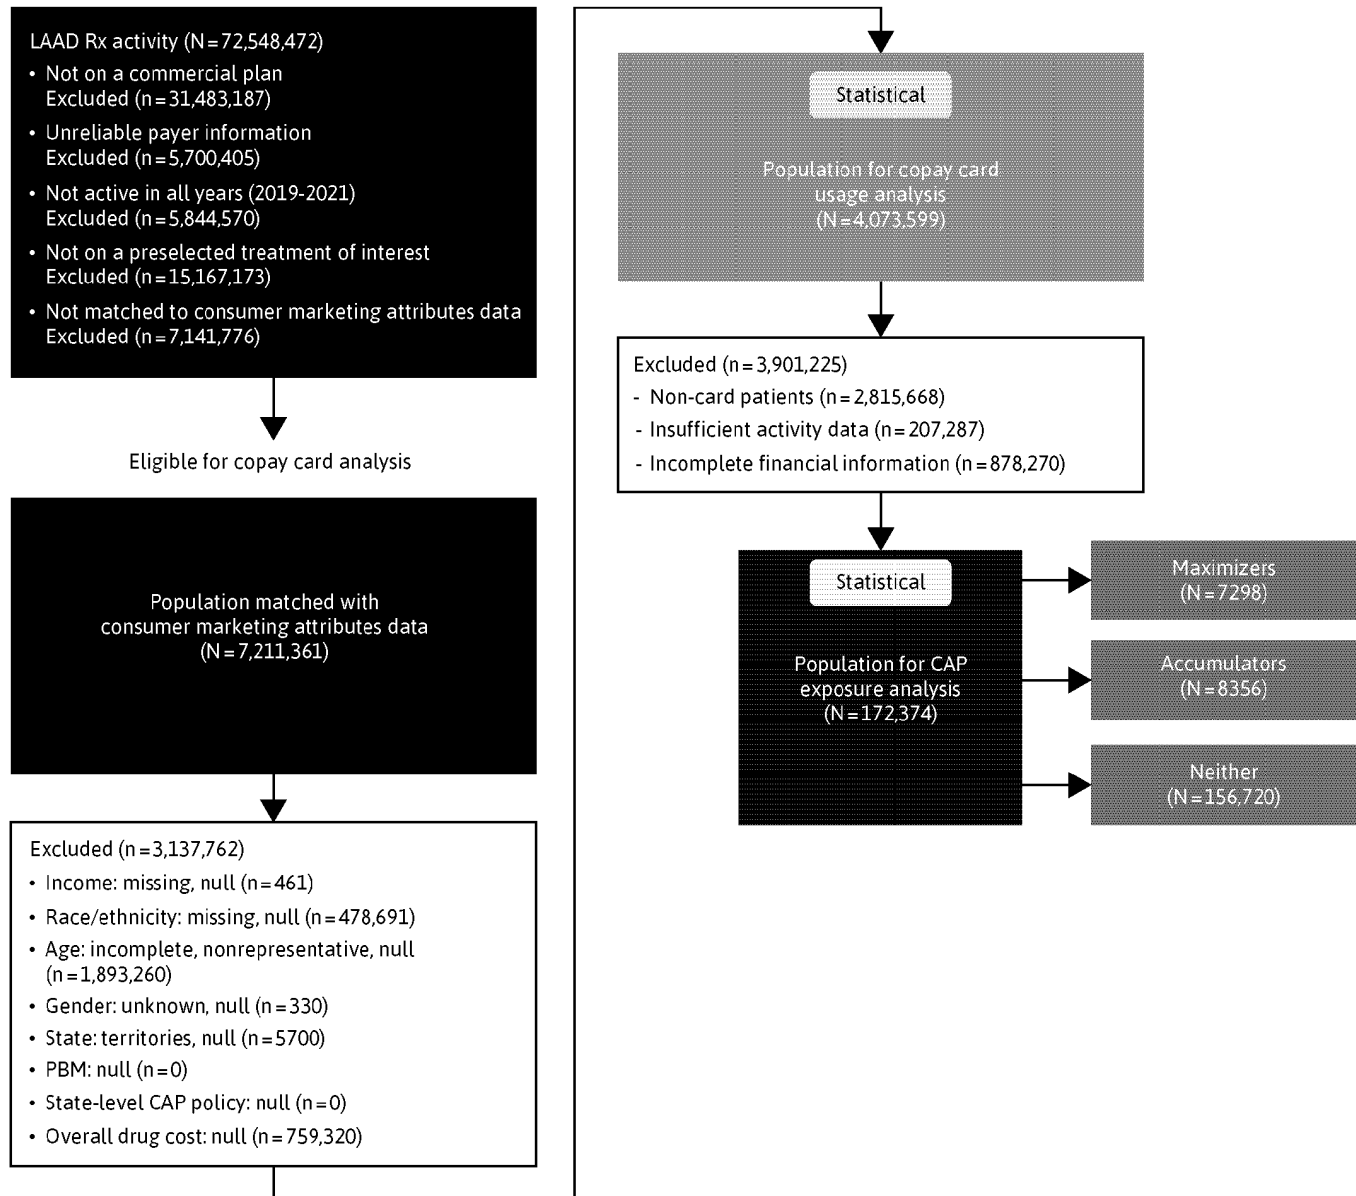 LAAD Rx activity (N=72,548,472)
• Not on a commercial plan
Excluded (n=31,483,187)
• Unreliable payer information
Excluded (n=5,700,405)
• Not active in all years (2019-2021)
Excluded (n=5,844,570)
• Not on a preselected treatment of interest
Excluded (n=15,167,173)
• Not matched to consumer marketing attributes data
Excluded (n=7,141,776)
Eligible for copay card analysis
Population matched with
consumer marketing attributes data
(N=7,211,361)
Excluded (n=3,137,762)
• Income: missing, null (n=461)
• Race/ethnicity: missing, null (n=478,691)
• Age: incomplete, nonrepresentative, null
(n=1,893,260)
• Gender: unknown, null (n=330)
• State: territories, null (n=5700)
• PBM: null (n=0)
• State-level CAP policy: null (n=0)
• Overall drug cost: null (n=759,320)
Statistical
Population for copay card
usage analysis
(N=4,073,599)
Excluded (n=3,901,225)
- Non-card patients (n=2,815,668)
- Insufficient activity data (n=207,287)
- Incomplete financial information (n=878,270)
Statistical
Population for CAP
exposure analysis
(N=172,374)
Maximizers
(N=7298)
Accumulators
(N=8356)
Neither
(N=156,720)